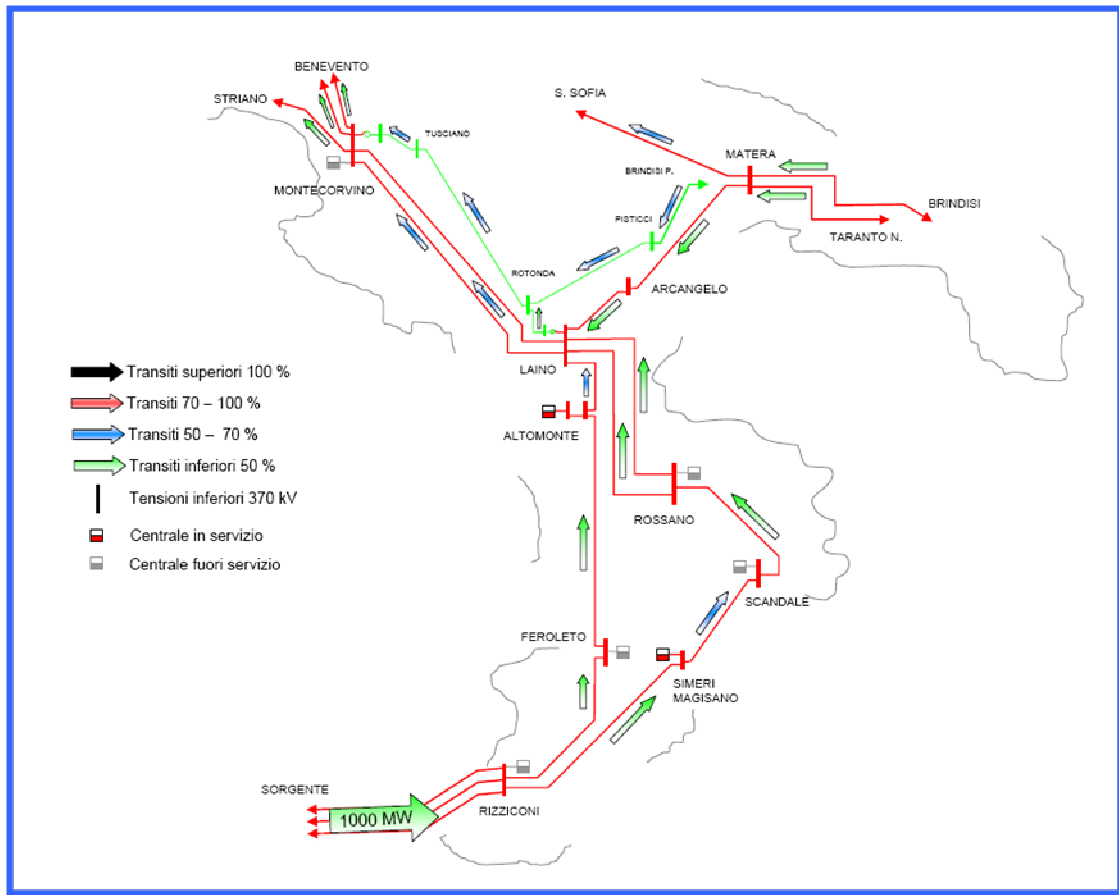 BENEVENTO
STRIANO
S. SOFIA
TUSCIANO
MATERA
BRINDISI P.
MONTECORVINO
PISTICCI
BRINDISI
TARANTO N.
ROTONDA
ARCANGELO
LAINO
Transiti superiori 100 %
Transiti 70 – 100 %
Transiti 50 – 70 %
Transiti inferiori 50 %
Tensioni inferiori 370 kV
Centrale in servizio
Centrale fuori servizio
ALTOMONTE
ROSSANO
SCANDALE
FEROLETO
SIMERI
MAGISANO
SORGENTE
1000 MW
RIZZICONI